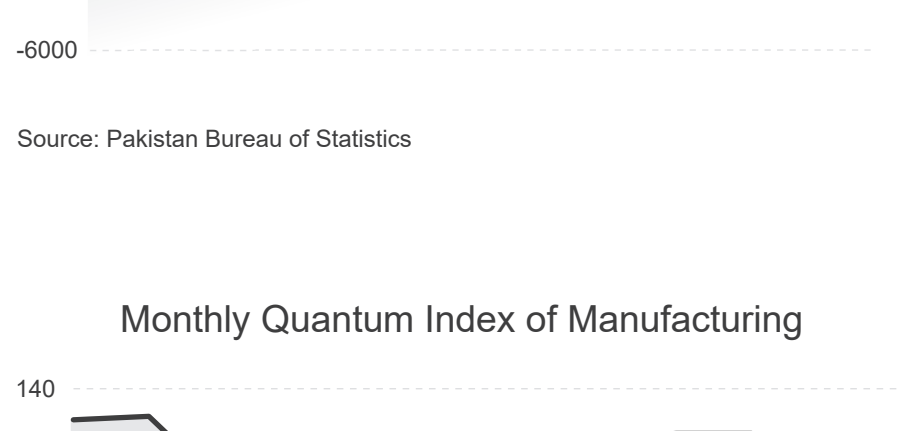 -6000
Source: Pakistan Bureau of Statistics
Monthly Quantum Index of Manufacturing
140